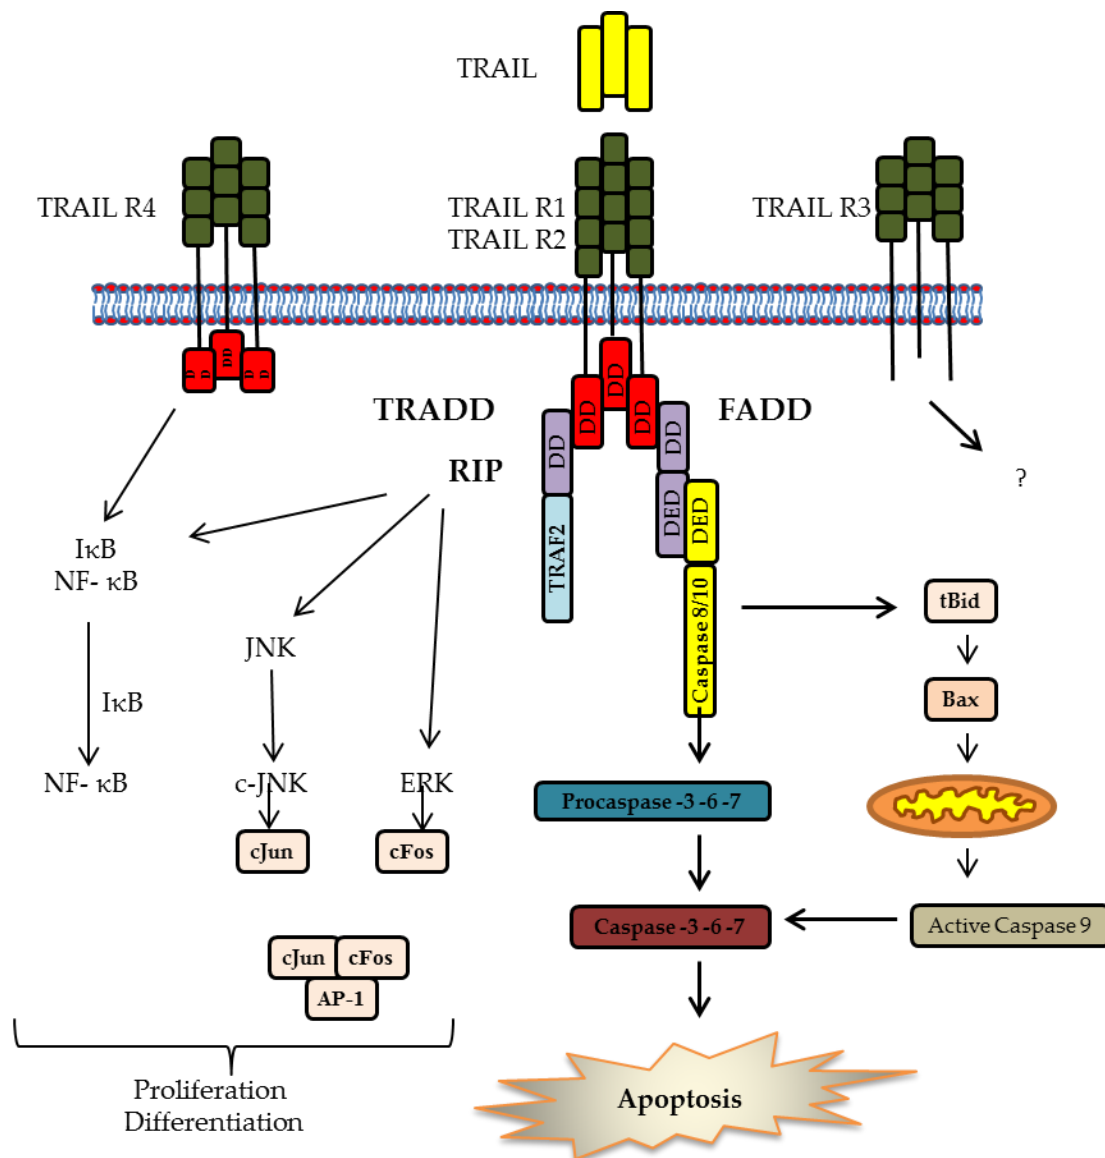 TRAIL
TRAIL R4
TRAIL R1
TRAIL R2
TRAIL R3
DD
DD
DD
DD
DD
DD
TRADD
FADD
RIP
DD
DD
DED
DED
TRAF2
Caspase 8/10
?
IκB
NF- κB
tBid
JNK
IκB
Bax
NF- κB
c-JNK
ERK
Procaspase -3 -6 -7
cJun
cFos
Caspase -3 -6 -7
Active Caspase 9
cJun
cFos
AP-1
Proliferation
Differentiation
Apoptosis